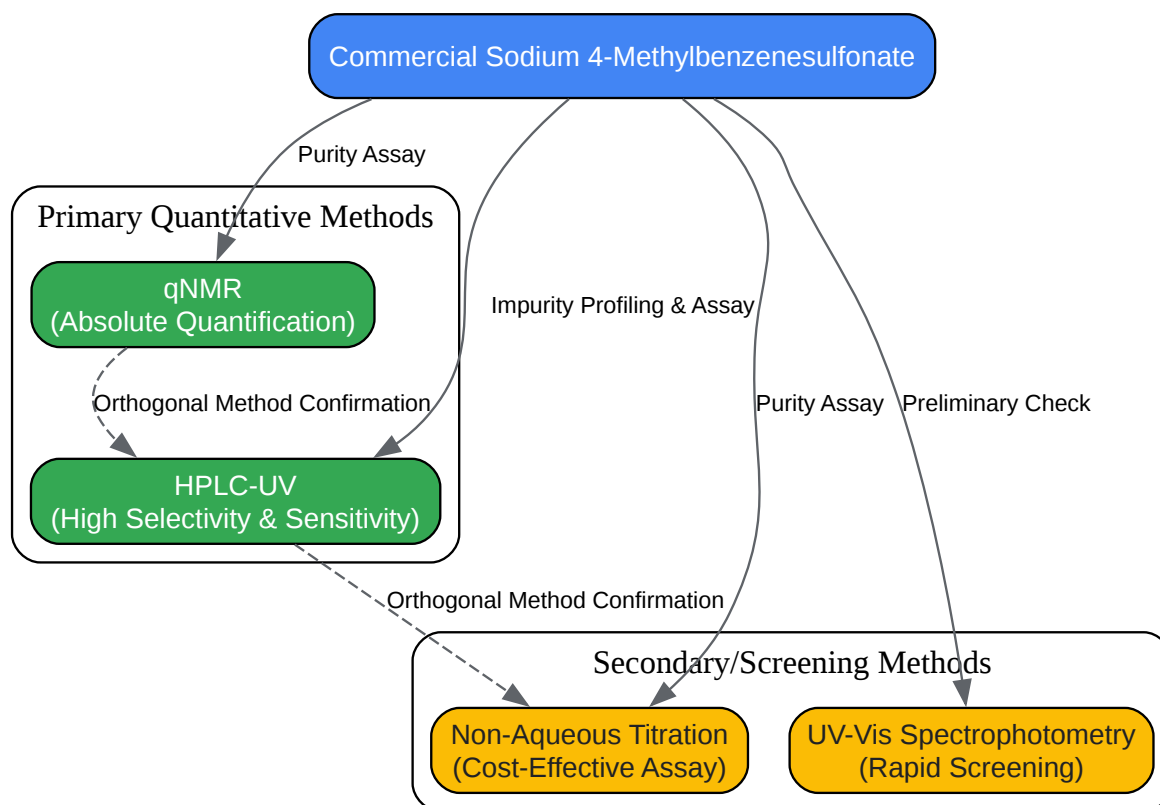 Commercial Sodium 4-Methylbenzenesulfonate
Purity Assay
Primary Quantitative Methods
qNMR
(Absolute Quantification)
Impurity Profiling & Assay
Orthogonal Method Confirmation
Purity Assay
Preliminary Check
HPLC-UV
(High Selectivity & Sensitivity)
Orthogonal Method Confirmation
Secondary/Screening Methods
Non-Aqueous Titration
(Cost-Effective Assay)
UV-Vis Spectrophotometry
(Rapid Screening)